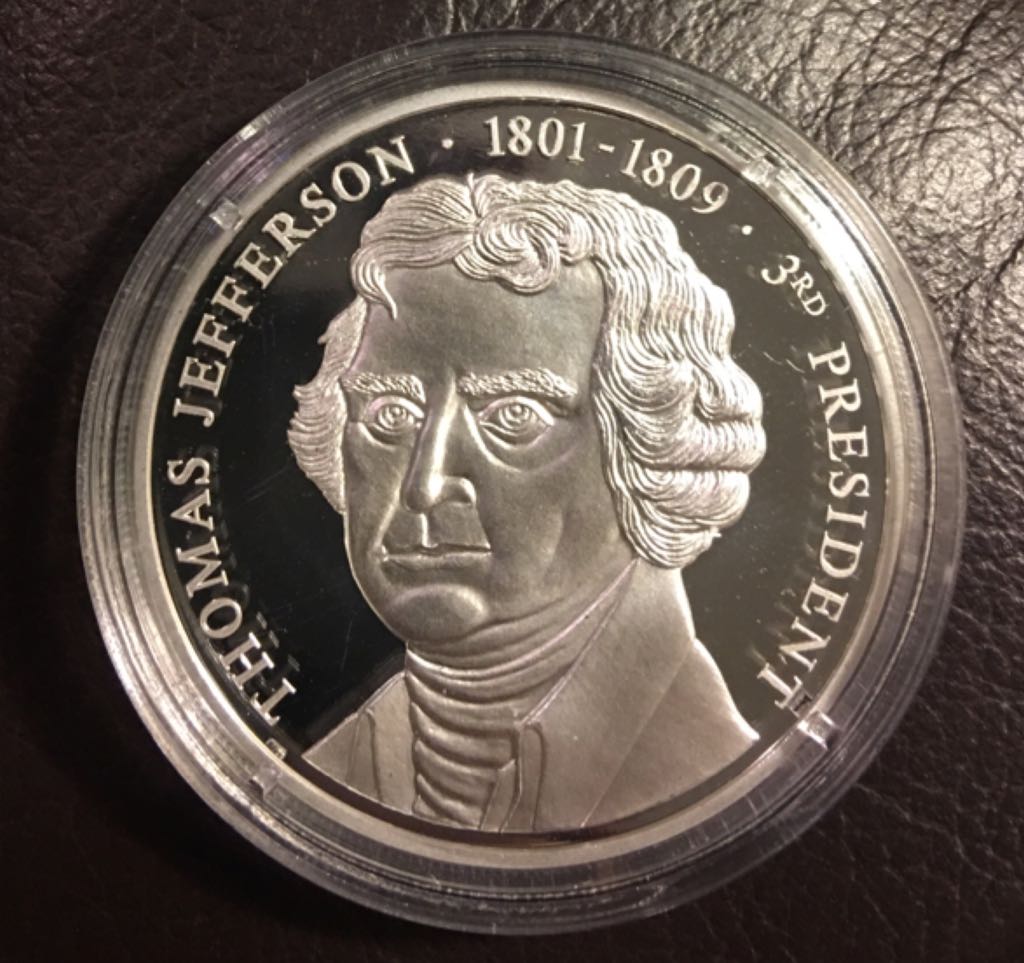 THOMAS JEFFERSON · 1801-1809 · 3RD PRESIDENT